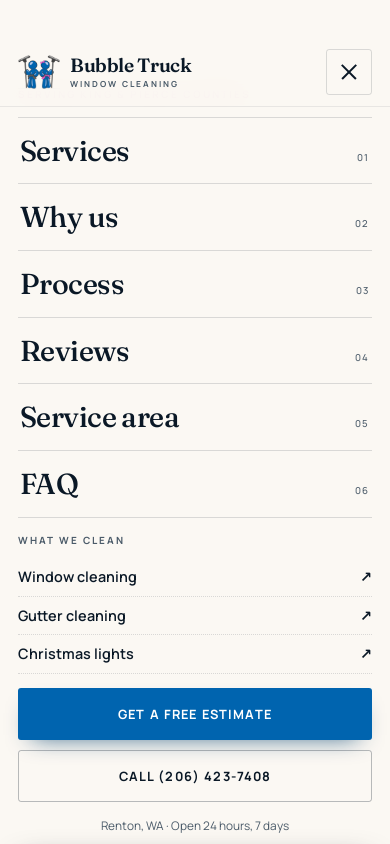 Bubble Truck
WINDOW CLEANING
Services 01
Why us 02
Process 03
Reviews 04
Service area 05
FAQ 06
WHAT WE CLEAN
Window cleaning ↗
Gutter cleaning ↗
Christmas lights ↗
GET A FREE ESTIMATE
CALL (206) 423-7408
Renton, WA · Open 24 hours, 7 days